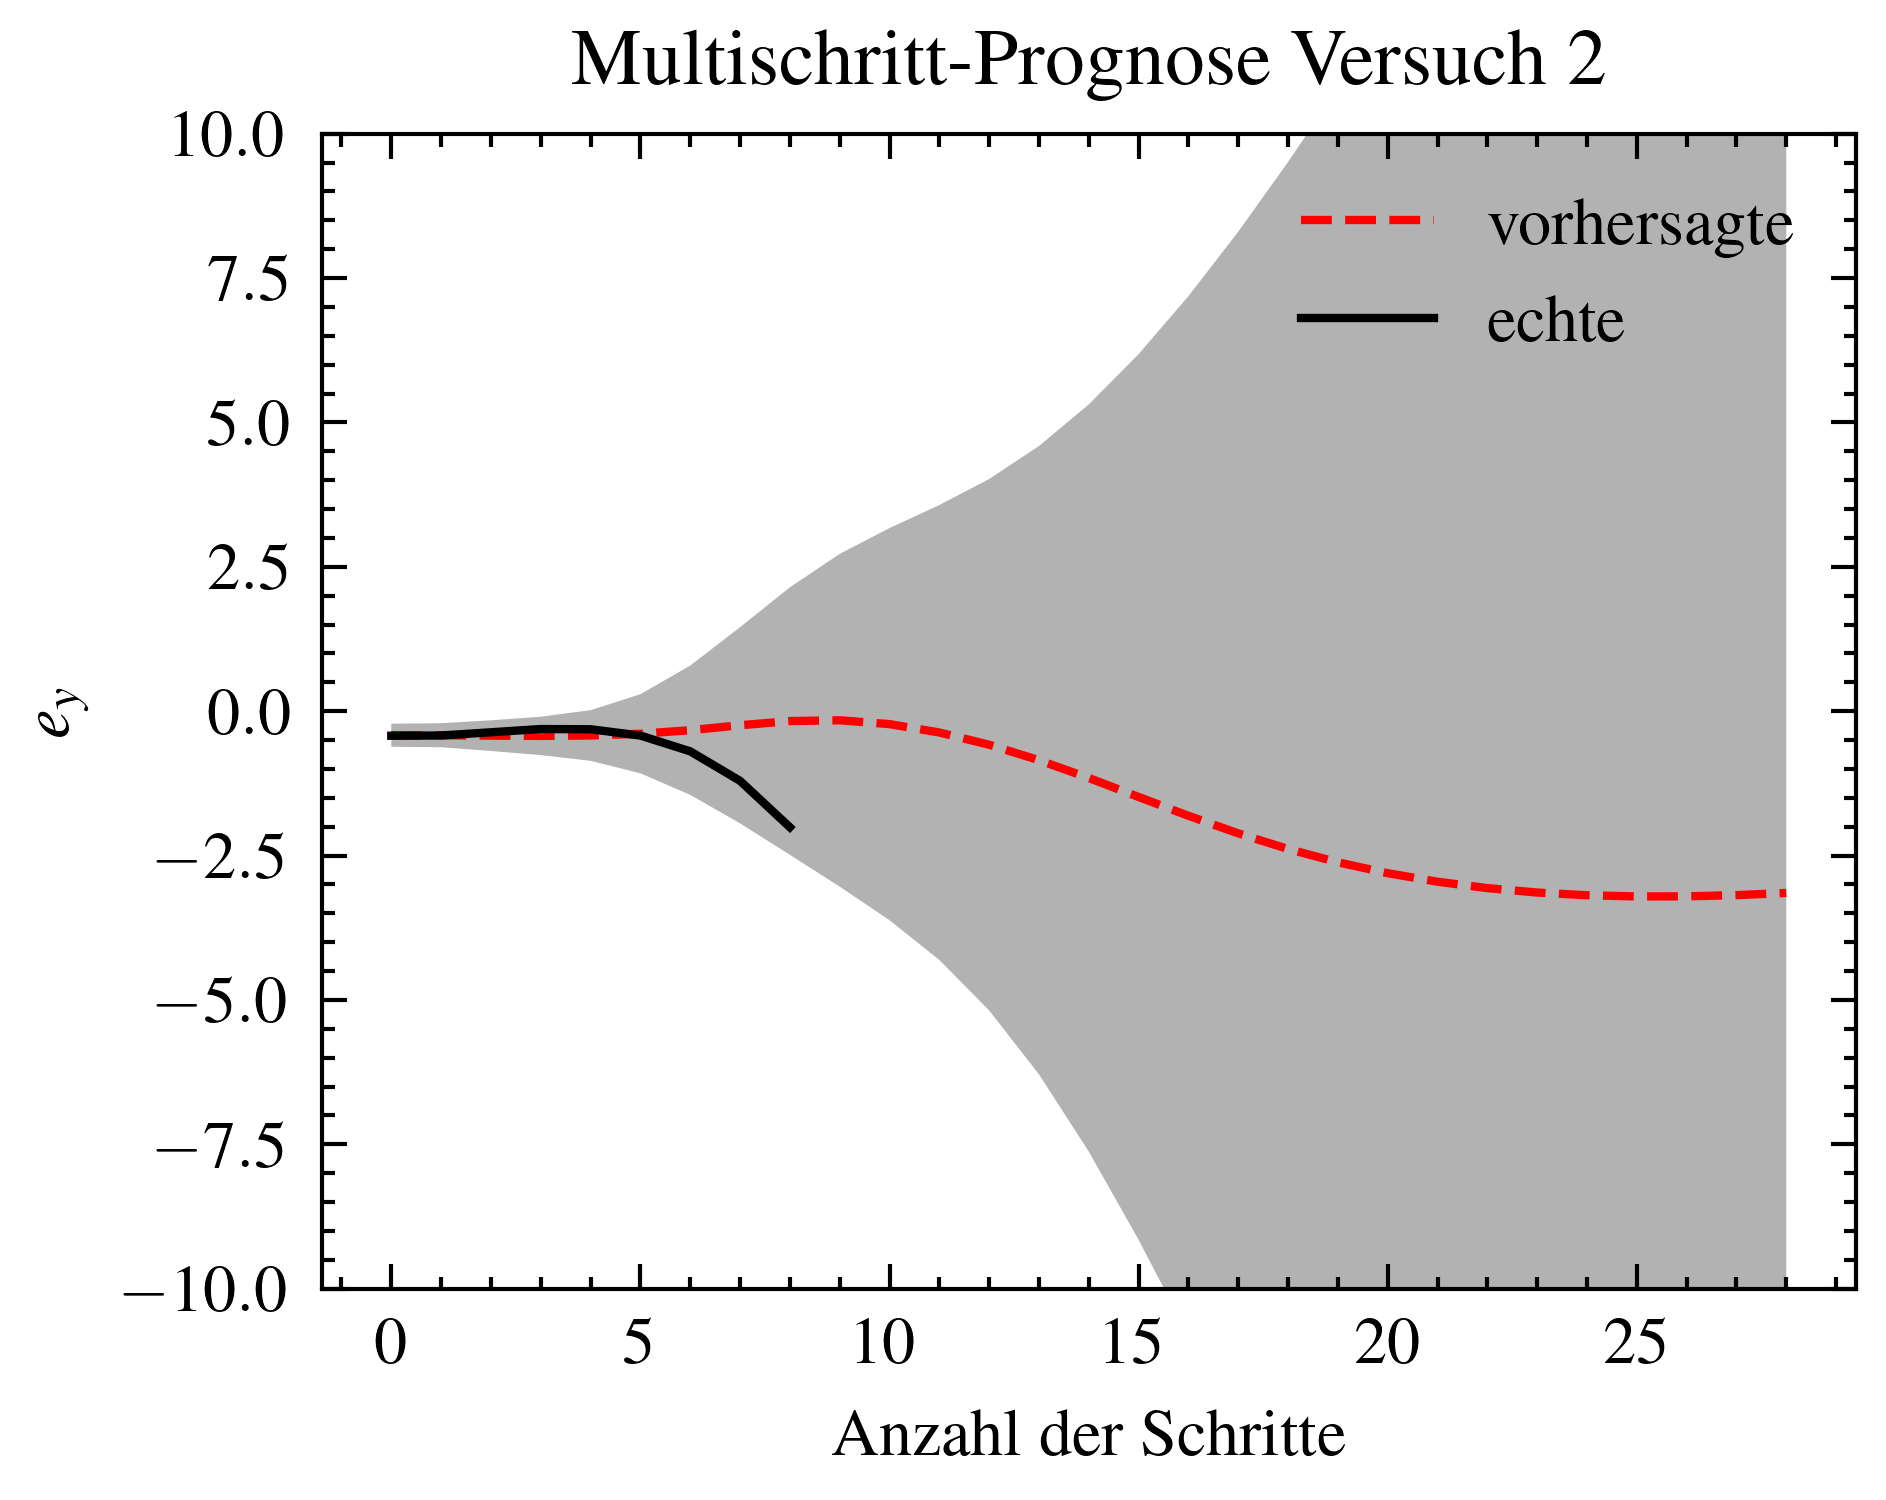 Multischritt-Prognose Versuch 2
10.0
7.5
5.0
2.5
0.0
−2.5
−5.0
−7.5
−10.0
e_y
vorhersagte
echte
0 5 10 15 20 25
Anzahl der Schritte